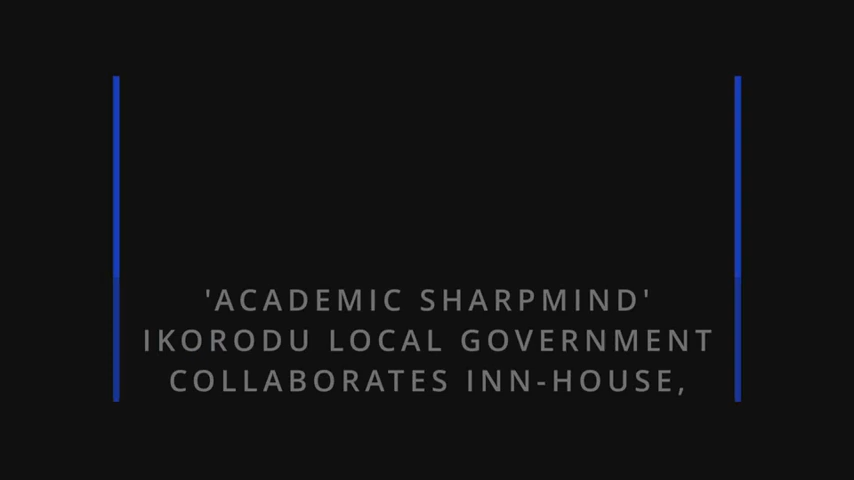 'ACADEMIC SHARPMIND'
IKORODU LOCAL GOVERNMENT
COLLABORATES INN-HOUSE,